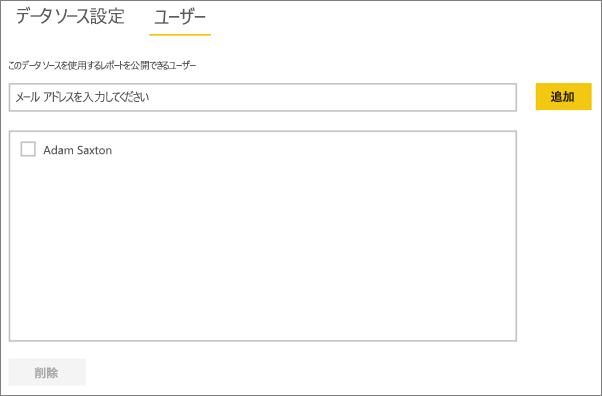 データ ソース設定 ユーザー
このデータ ソースを使用するレポートを公開できるユーザー
メール アドレスを入力してください 追加
Adam Saxton
削除